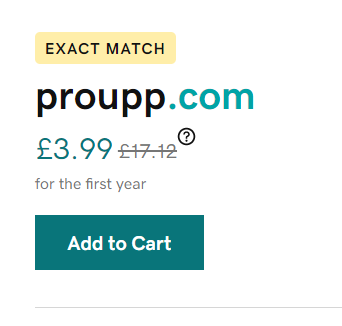 EXACT MATCH
proupp.com
£3.99 £17.12 ?
for the first year
Add to Cart